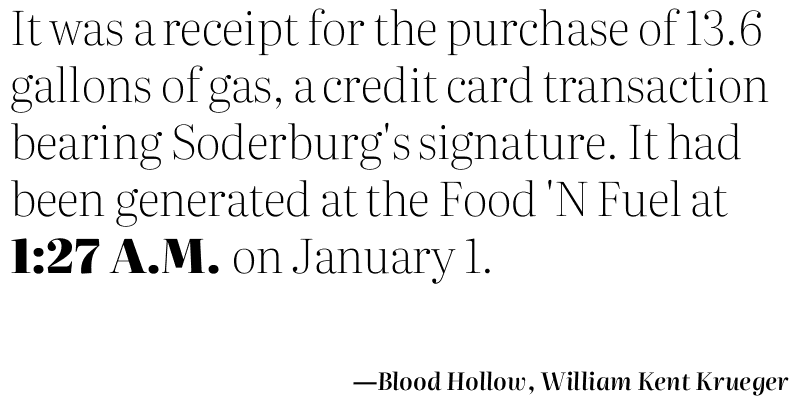 It was a receipt for the purchase of 13.6
gallons of gas, a credit card transaction
bearing Soderburg's signature. It had
been generated at the Food 'N Fuel at
1:27 A.M. on January 1.
—Blood Hollow, William Kent Krueger